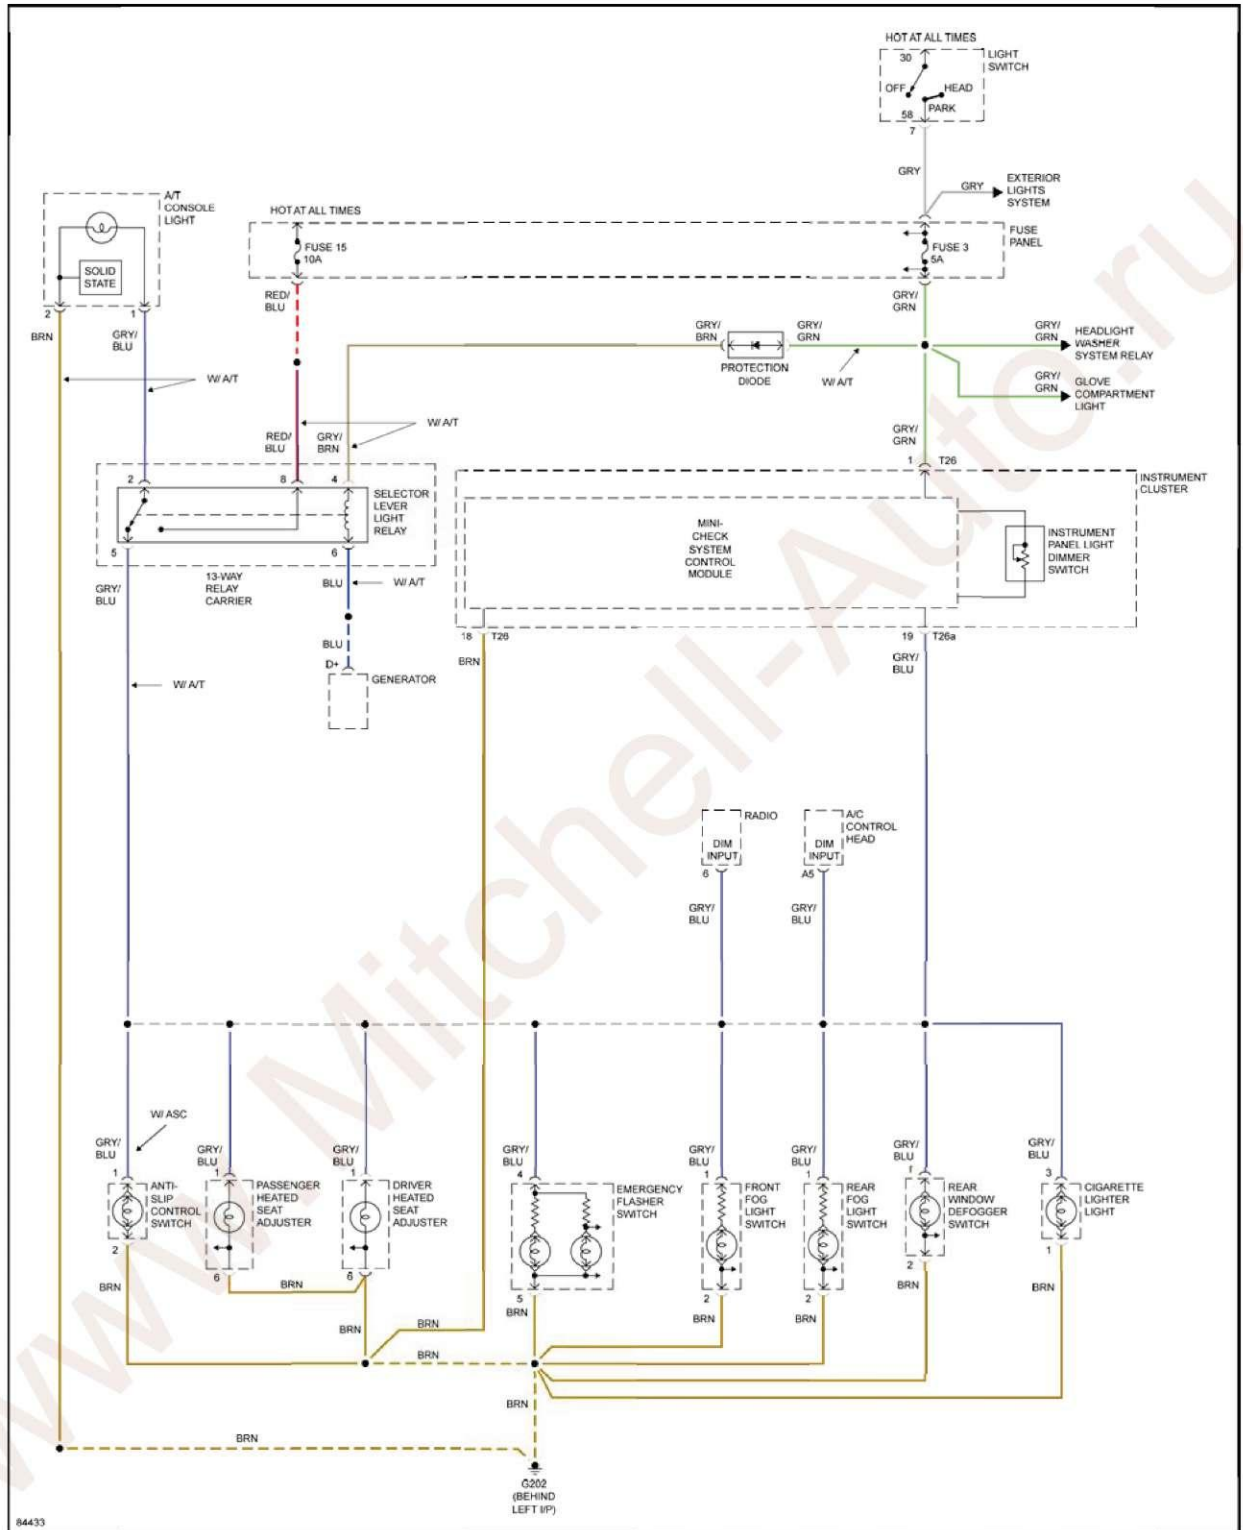 HOT AT ALL TIMES
30
LIGHT
SWITCH
OFF
HEAD
PARK
58
7
GRY
GRY
EXTERIOR
LIGHTS
SYSTEM
A/T
CONSOLE
LIGHT
SOLID
STATE
2
1
BRN
GRY/
BLU
HOT AT ALL TIMES
FUSE 15
10A
FUSE 3
5A
FUSE
PANEL
RED/
BLU
GRY/
GRN
GRY/
BRN
GRY/
GRN
PROTECTION
DIODE
W/ A/T
GRY/
GRN
HEADLIGHT
WASHER
SYSTEM RELAY
GRY/
GRN
GLOVE
COMPARTMENT
LIGHT
W/ A/T
W/ A/T
RED/
BLU
GRY/
BRN
GRY/
GRN
1
T26
2
8
4
SELECTOR
LEVER
LIGHT
RELAY
5
6
13-WAY
RELAY
CARRIER
GRY/
BLU
BLU
W/ A/T
BLU
D+
GENERATOR
W/ A/T
INSTRUMENT
CLUSTER
MINI-
CHECK
SYSTEM
CONTROL
MODULE
INSTRUMENT
PANEL LIGHT
DIMMER
SWITCH
18
T26
BRN
19
T26a
GRY/
BLU
RADIO
DIM
INPUT
6
GRY/
BLU
A/C
CONTROL
HEAD
DIM
INPUT
A5
GRY/
BLU
W/ ASC
GRY/
BLU
1
ANTI-
SLIP
CONTROL
SWITCH
2
BRN
GRY/
BLU
1
PASSENGER
HEATED
SEAT
ADJUSTER
6
BRN
GRY/
BLU
1
DRIVER
HEATED
SEAT
ADJUSTER
6
BRN
GRY/
BLU
4
EMERGENCY
FLASHER
SWITCH
5
BRN
GRY/
BLU
1
FRONT
FOG
LIGHT
SWITCH
2
BRN
GRY/
BLU
1
REAR
FOG
LIGHT
SWITCH
2
BRN
GRY/
BLU
1
REAR
WINDOW
DEFOGGER
SWITCH
2
BRN
GRY/
BLU
3
CIGARETTE
LIGHTER
LIGHT
1
BRN
BRN
BRN
BRN
BRN
G202
(BEHIND
LEFT I/P)
84433
www.Mitchell-Auto.ru